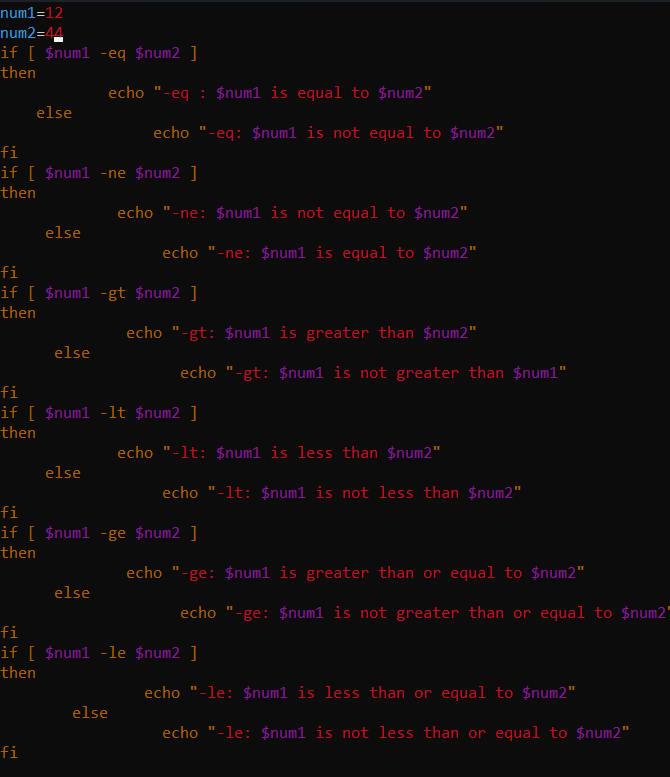 num1=12
num2=44
if [ $num1 -eq $num2 ]
then
            echo "-eq : $num1 is equal to $num2"
    else
                 echo "-eq: $num1 is not equal to $num2"
fi
if [ $num1 -ne $num2 ]
then
             echo "-ne: $num1 is not equal to $num2"
     else
                  echo "-ne: $num1 is equal to $num2"
fi
if [ $num1 -gt $num2 ]
then
              echo "-gt: $num1 is greater than $num2"
      else
                    echo "-gt: $num1 is not greater than $num1"
fi
if [ $num1 -lt $num2 ]
then
             echo "-lt: $num1 is less than $num2"
     else
                  echo "-lt: $num1 is not less than $num2"
fi
if [ $num1 -ge $num2 ]
then
              echo "-ge: $num1 is greater than or equal to $num2"
      else
                    echo "-ge: $num1 is not greater than or equal to $num2"
fi
if [ $num1 -le $num2 ]
then
                echo "-le: $num1 is less than or equal to $num2"
        else
                  echo "-le: $num1 is not less than or equal to $num2"
fi